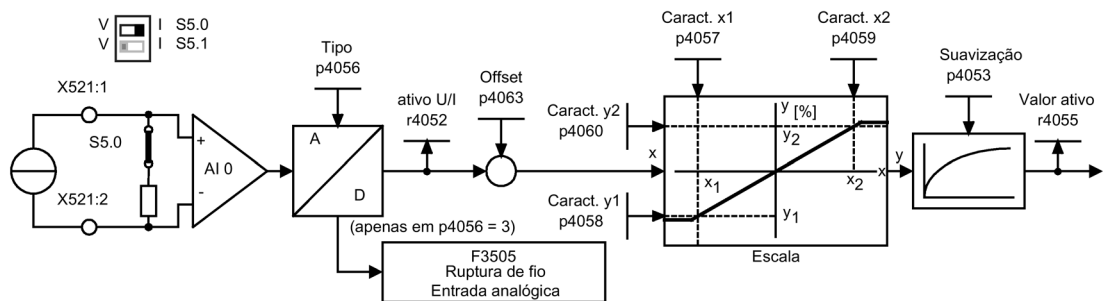 V I S5.0
V I S5.1
X521:1
S5.0
X521:2
+
-
AI 0
Tipo
p4056
A
D
ativo U/I
r4052
Offset
p4063
(apenas em p4056 = 3)
F3505
Ruptura de fio
Entrada analógica
Caract. x1
p4057
Caract. x2
p4059
Caract. y2
p4060
x
Caract. y1
p4058
y [%]
y2
x1
x2
x
y1
Escala
y
Suavização
p4053
Valor ativo
r4055